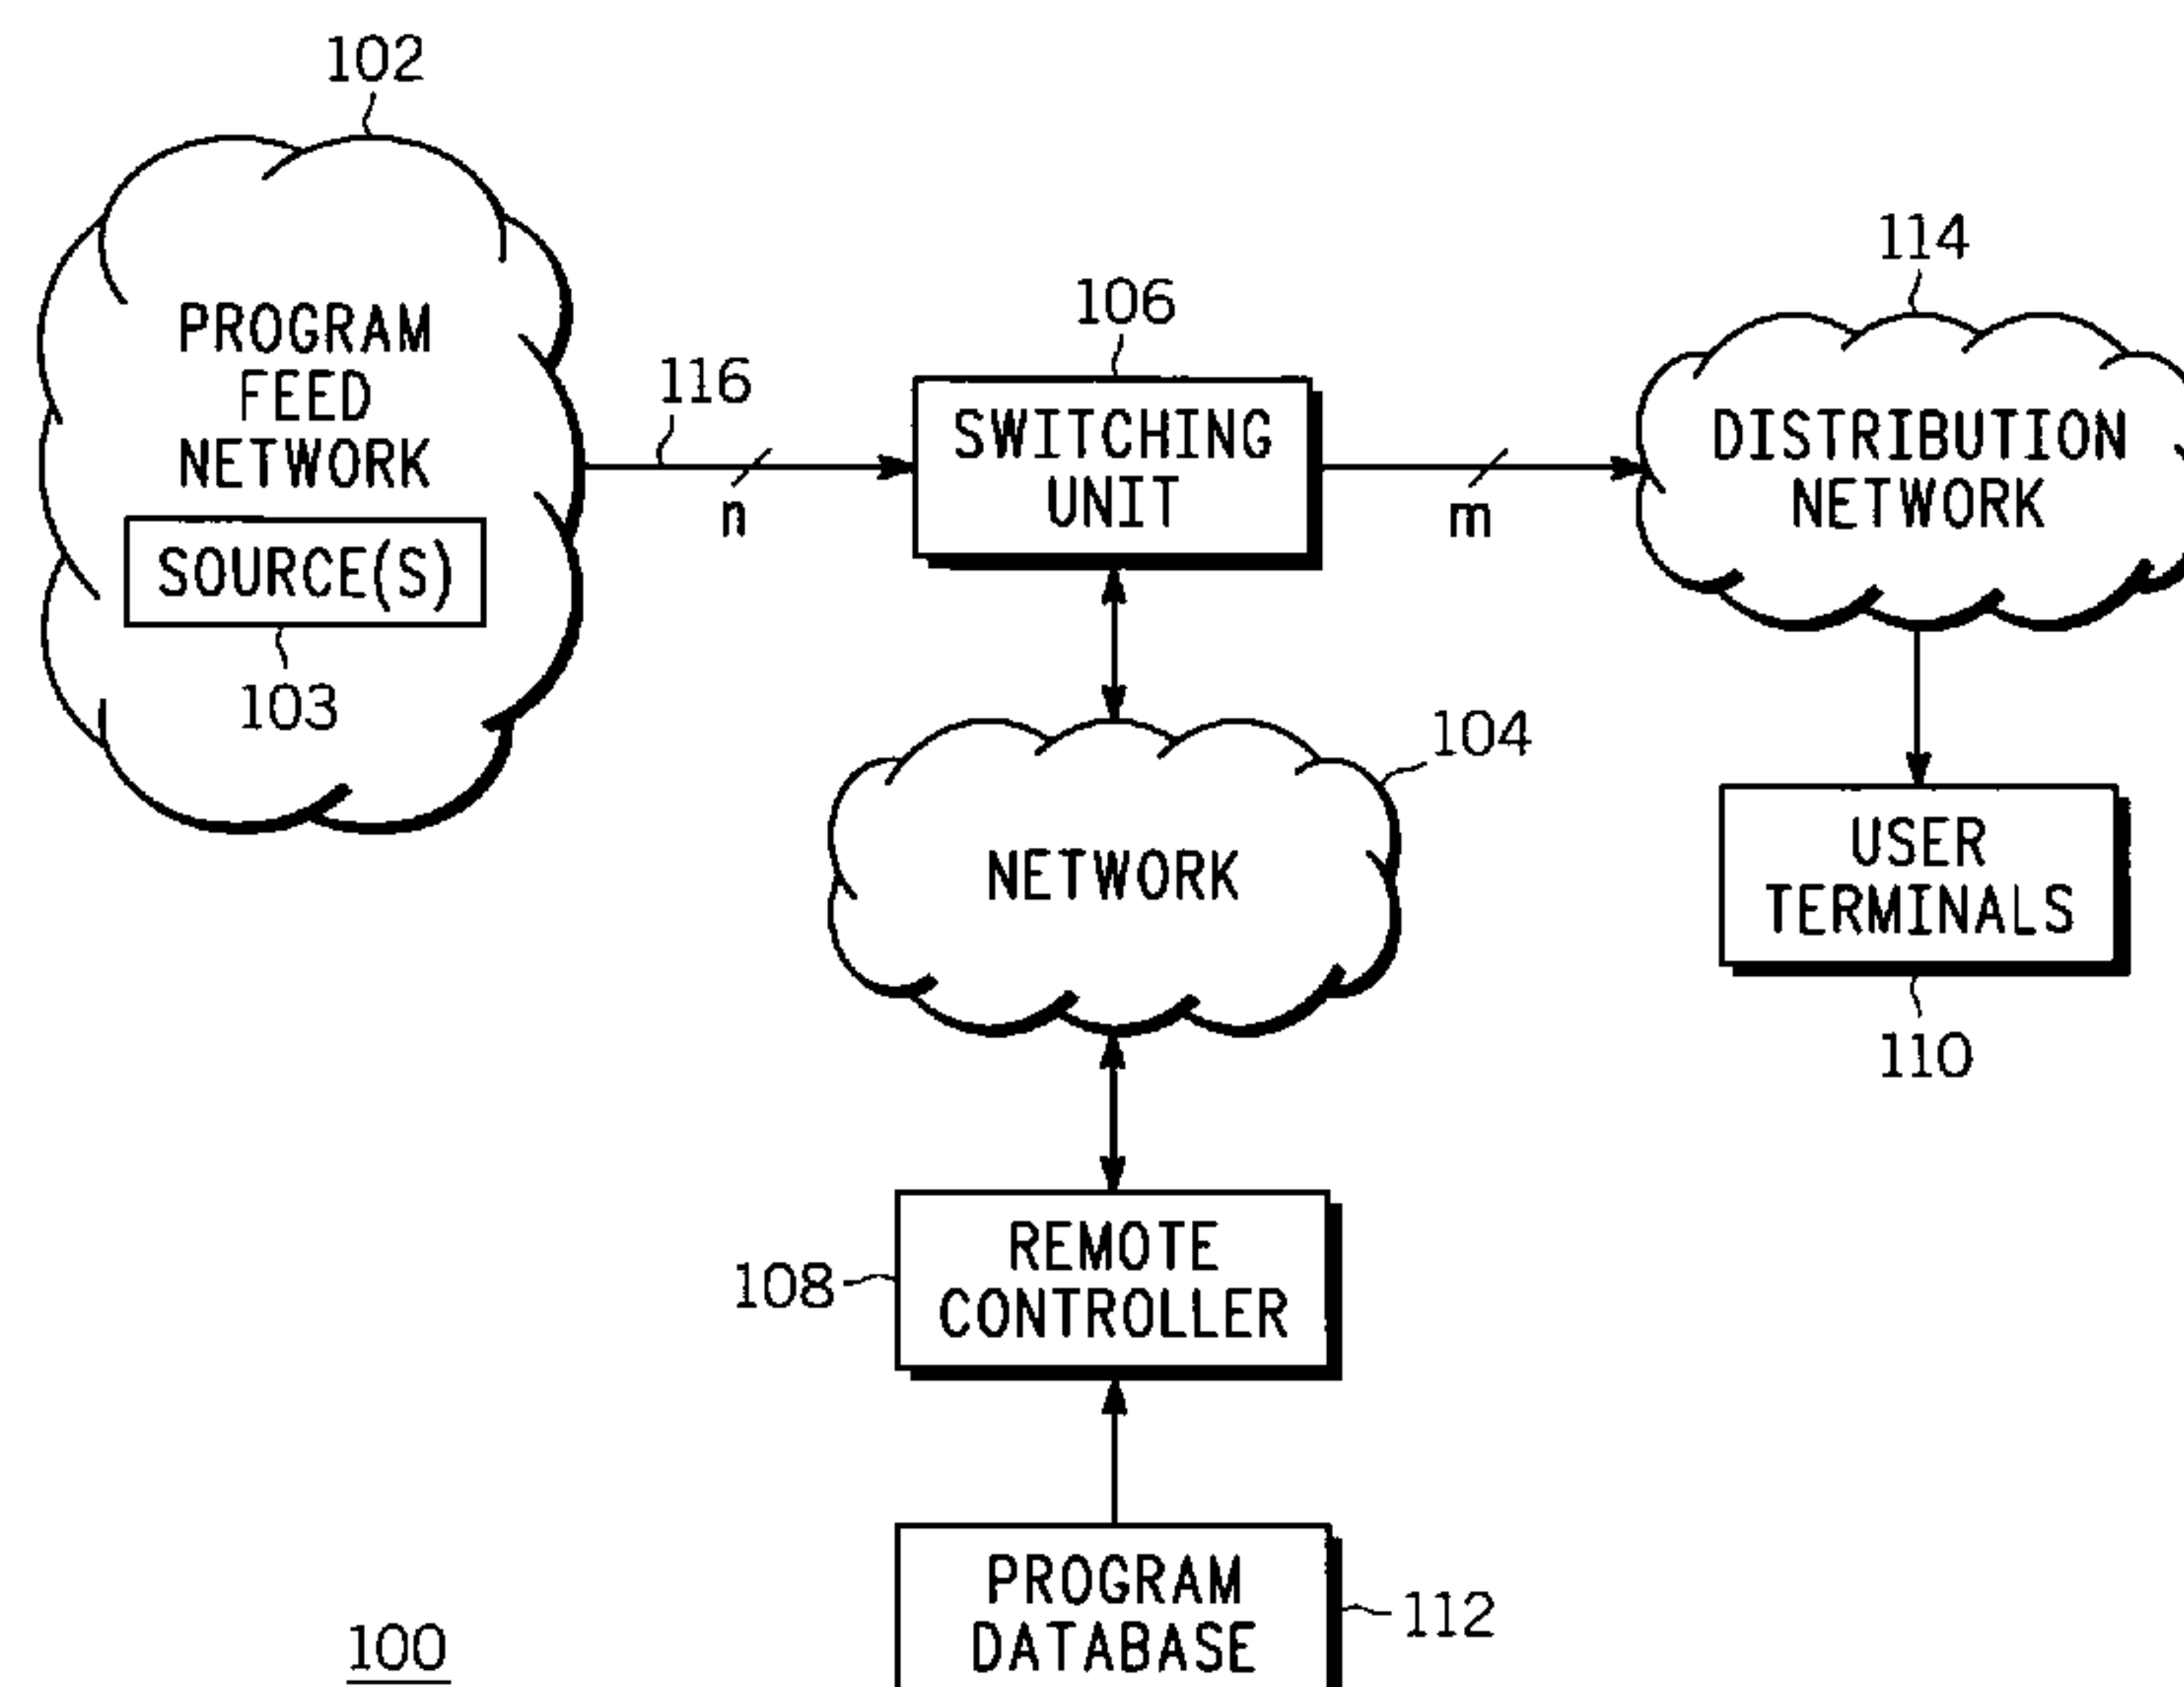 102
PROGRAM
FEED
NETWORK
SOURCE(S)
103
116
n
106
SWITCHING
UNIT
m
114
DISTRIBUTION
NETWORK
104
NETWORK
USER
TERMINALS
110
108
REMOTE
CONTROLLER
PROGRAM
DATABASE
112
100